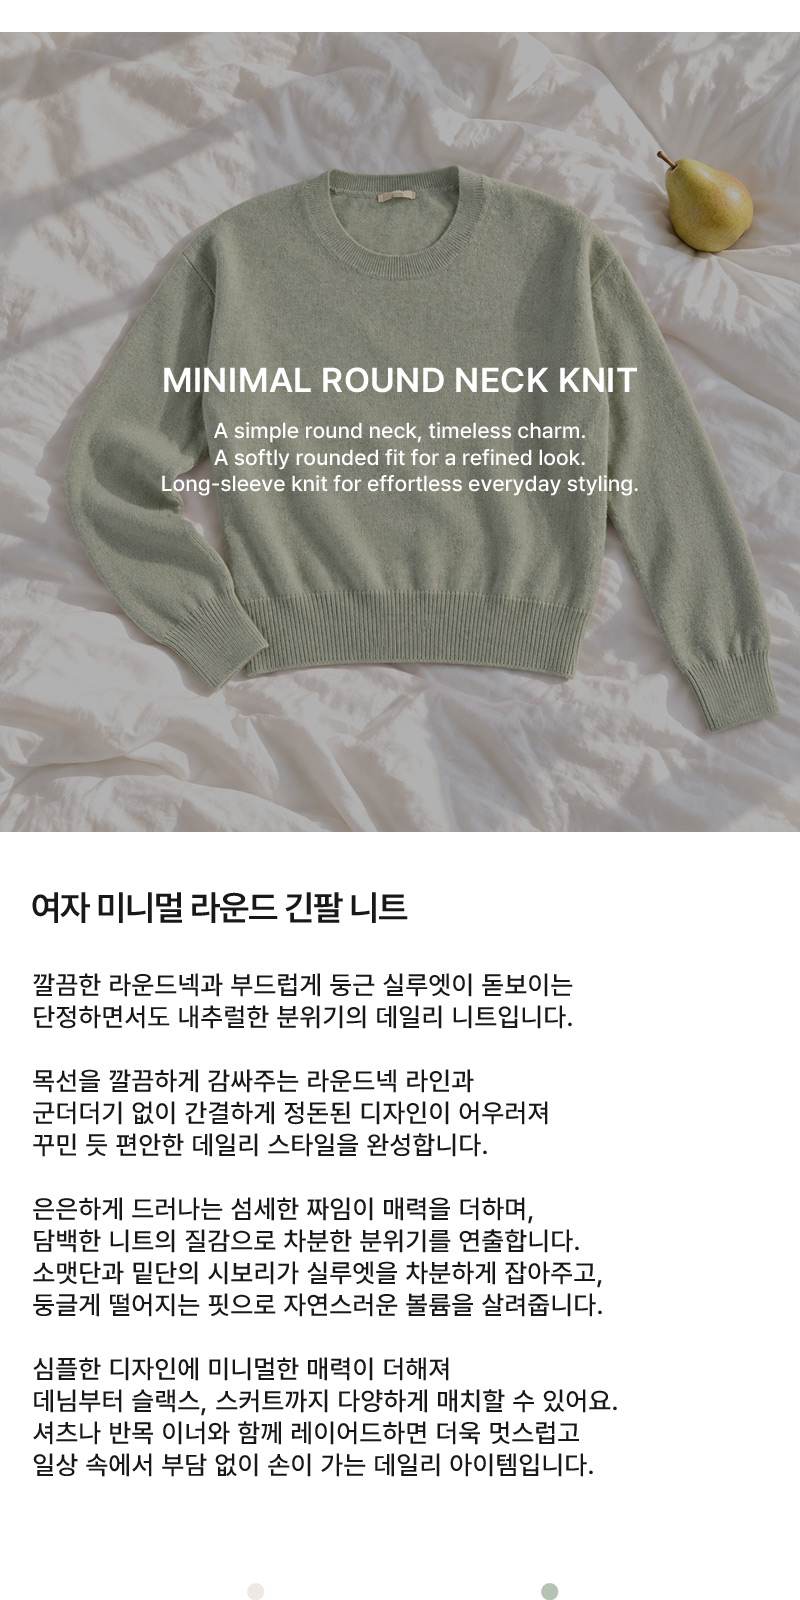 MINIMAL ROUND NECK KNIT
A simple round neck, timeless charm.
A softly rounded fit for a refined look.
Long-sleeve knit for effortless everyday styling.
여자 미니멀 라운드 긴팔 니트
깔끔한 라운드넥과 부드럽게 둥근 실루엣이 돋보이는
단정하면서도 내추럴한 분위기의 데일리 니트입니다.
목선을 깔끔하게 감싸주는 라운드넥 라인과
군더더기 없이 간결하게 정돈된 디자인이 어우러져
꾸민 듯 편안한 데일리 스타일을 완성합니다.
은은하게 드러나는 섬세한 짜임이 매력을 더하며,
담백한 니트의 질감으로 차분한 분위기를 연출합니다.
소맷단과 밑단의 시보리가 실루엣을 차분하게 잡아주고,
둥글게 떨어지는 핏으로 자연스러운 볼륨을 살려줍니다.
심플한 디자인에 미니멀한 매력이 더해져
데님부터 슬랙스, 스커트까지 다양하게 매치할 수 있어요.
셔츠나 반목 이너와 함께 레이어드하면 더욱 멋스럽고
일상 속에서 부담 없이 손이 가는 데일리 아이템입니다.